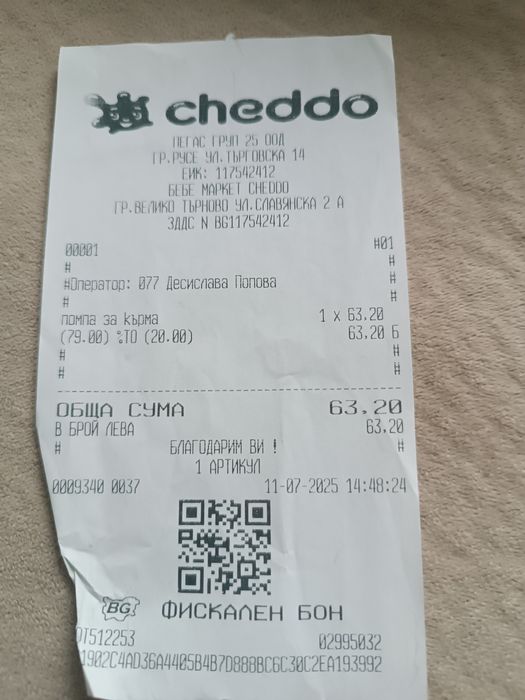 cheddo
ПЕГАС ГРУП 25 ООД
ГР.РУСЕ УЛ.ТЪРГОВСКА 14
ЕИК: 117542412
БЕБЕ МАРКЕТ CHEDDO
ГР.ВЕЛИКО ТЪРНОВО УЛ.СЛАВЯНСКА 2 А
ЗДДС N BG117542412
00001 #01
# #
#Оператор: 077 Десислава Попова #
# #
помпа за кърма 1 x 63.20
(79.00) %ТО (20.00) 63.20 Б
# #
# #
ОБЩА СУМА 63.20
В БРОЙ ЛЕВА 63.20
# БЛАГОДАРИМ ВИ ! #
1 АРТИКУЛ
0009340 0037 11-07-2025 14:48:24
BG ФИСКАЛЕН БОН
DT512253 02995032
1902C4AD36A4405B4B7D888BC6C30C2EA193992